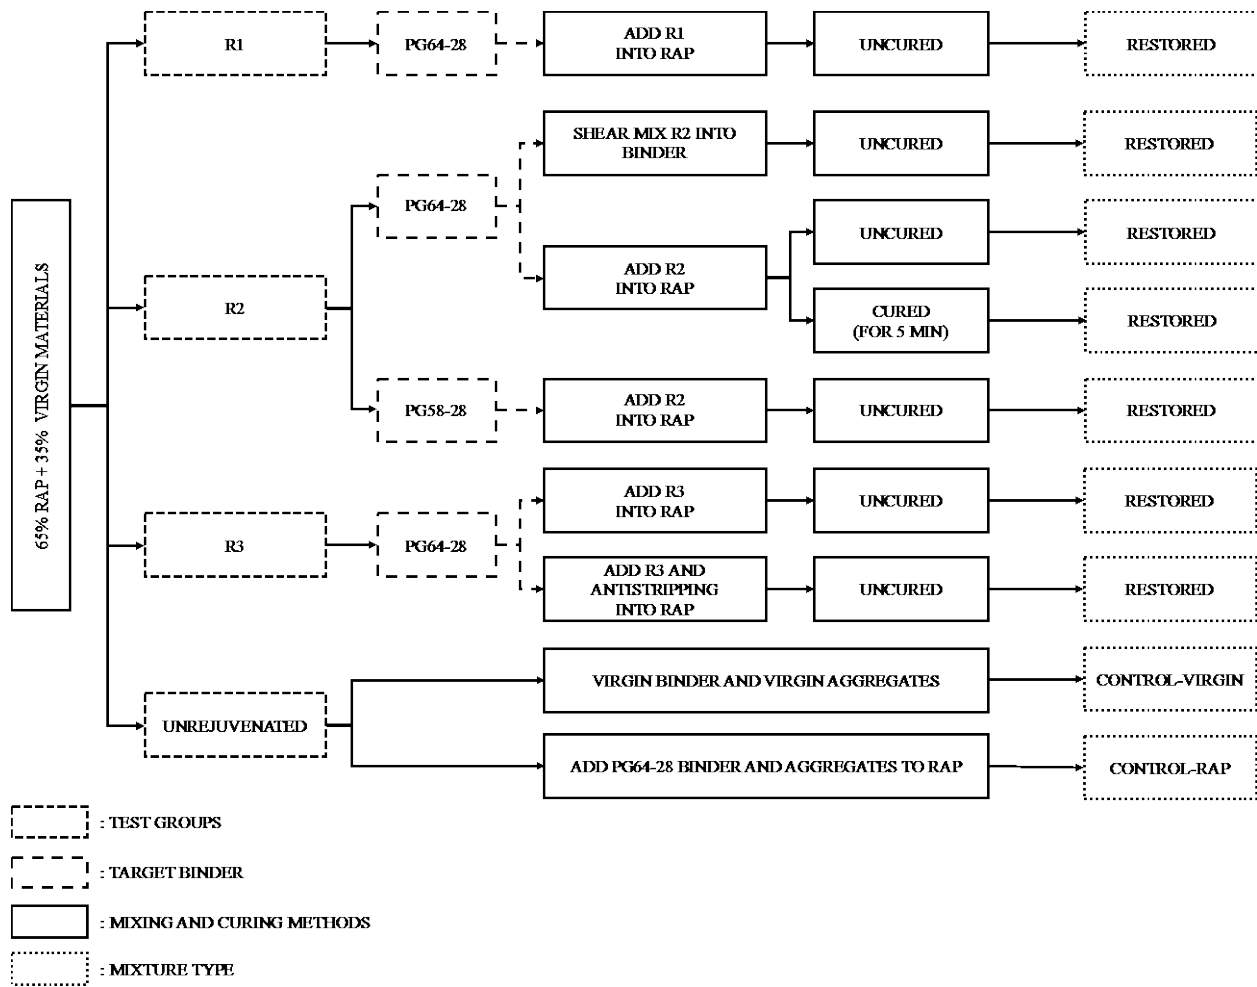 R1
PG64-28
ADD R1
INTO RAP
UNCURED
RESTORED
SHEAR MIX R2 INTO
BINDER
UNCURED
RESTORED
65% RAP + 35% VIRGIN MATERIALS
R2
PG64-28
ADD R2
INTO RAP
UNCURED
RESTORED
CURED
(FOR 5 MIN)
RESTORED
PG58-28
ADD R2
INTO RAP
UNCURED
RESTORED
R3
PG64-28
ADD R3
INTO RAP
UNCURED
RESTORED
ADD R3 AND
ANTISTRIPPING
INTO RAP
UNCURED
RESTORED
UNREJUVENATED
VIRGIN BINDER AND VIRGIN AGGREGATES
CONTROL-VIRGIN
ADD PG64-28 BINDER AND AGGREGATES TO RAP
CONTROL-RAP
: TEST GROUPS
: TARGET BINDER
: MIXING AND CURING METHODS
: MIXTURE TYPE